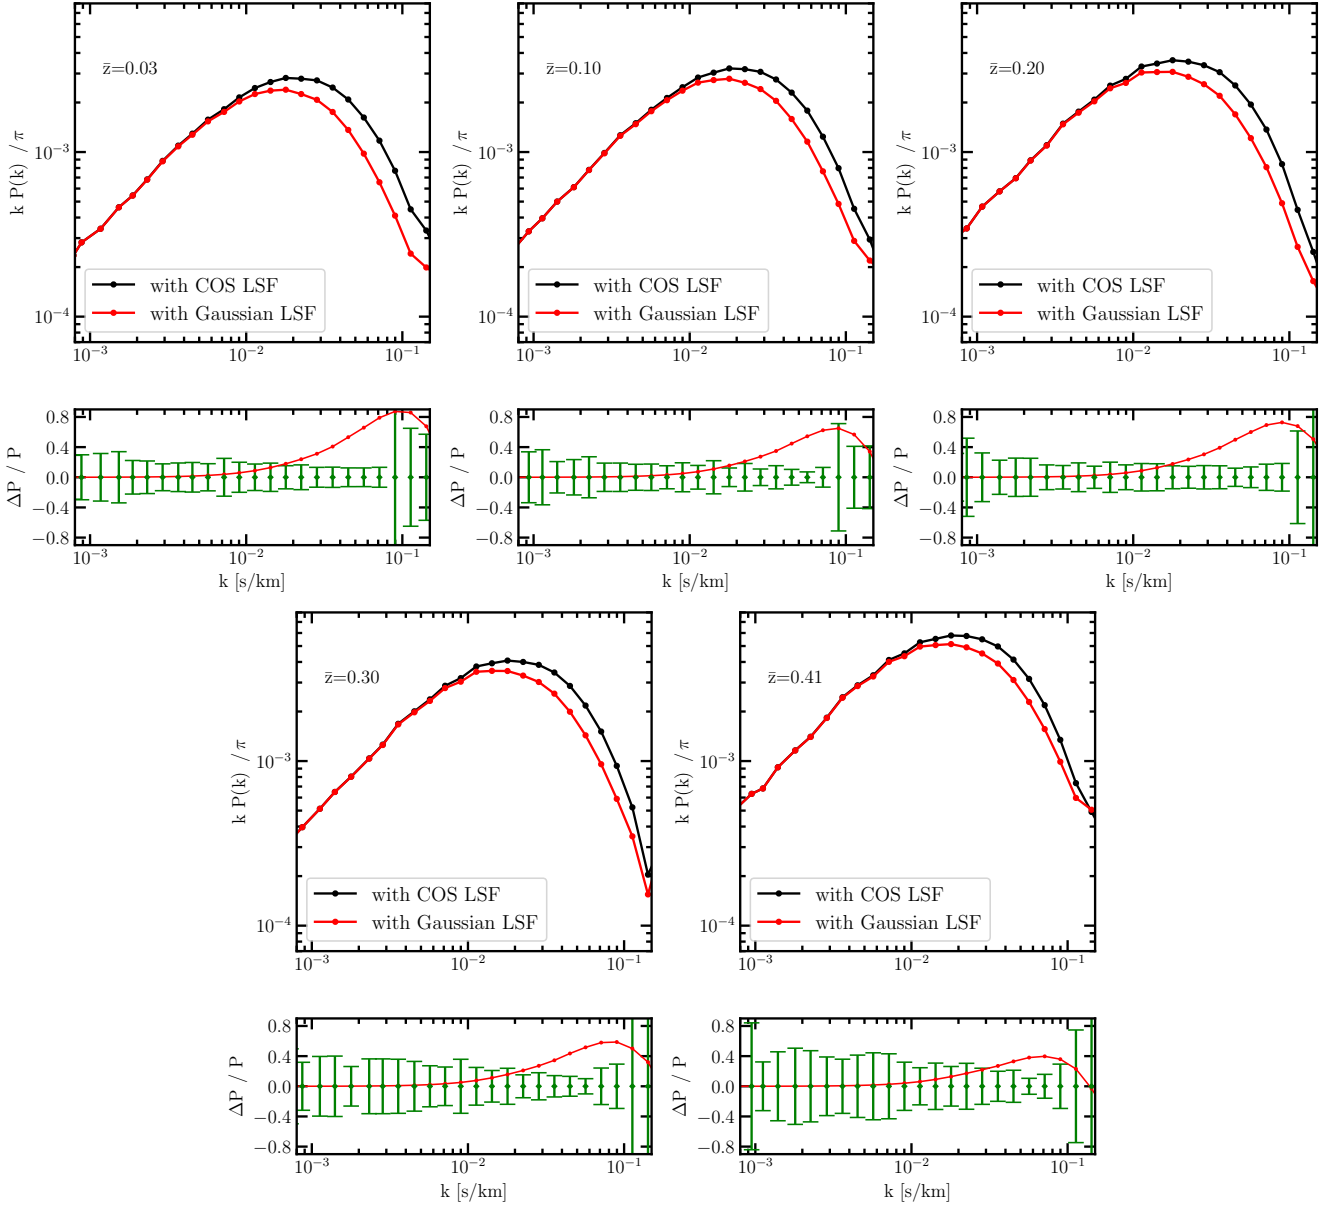 z̄=0.03
k P(k) / π
10⁻³
10⁻⁴
with COS LSF
with Gaussian LSF
10⁻³ 10⁻² 10⁻¹
z̄=0.10
k P(k) / π
10⁻³
10⁻⁴
with COS LSF
with Gaussian LSF
10⁻³ 10⁻² 10⁻¹
z̄=0.20
k P(k) / π
10⁻³
10⁻⁴
with COS LSF
with Gaussian LSF
10⁻³ 10⁻² 10⁻¹
ΔP / P
0.8
0.4
0.0
−0.4
−0.8
10⁻³ 10⁻² 10⁻¹
k [s/km]
ΔP / P
0.8
0.4
0.0
−0.4
−0.8
10⁻³ 10⁻² 10⁻¹
k [s/km]
ΔP / P
0.8
0.4
0.0
−0.4
−0.8
10⁻³ 10⁻² 10⁻¹
k [s/km]
z̄=0.30
k P(k) / π
10⁻³
10⁻⁴
with COS LSF
with Gaussian LSF
10⁻³ 10⁻² 10⁻¹
z̄=0.41
k P(k) / π
10⁻³
10⁻⁴
with COS LSF
with Gaussian LSF
10⁻³ 10⁻² 10⁻¹
ΔP / P
0.8
0.4
0.0
−0.4
−0.8
10⁻³ 10⁻² 10⁻¹
k [s/km]
ΔP / P
0.8
0.4
0.0
−0.4
−0.8
10⁻³ 10⁻² 10⁻¹
k [s/km]